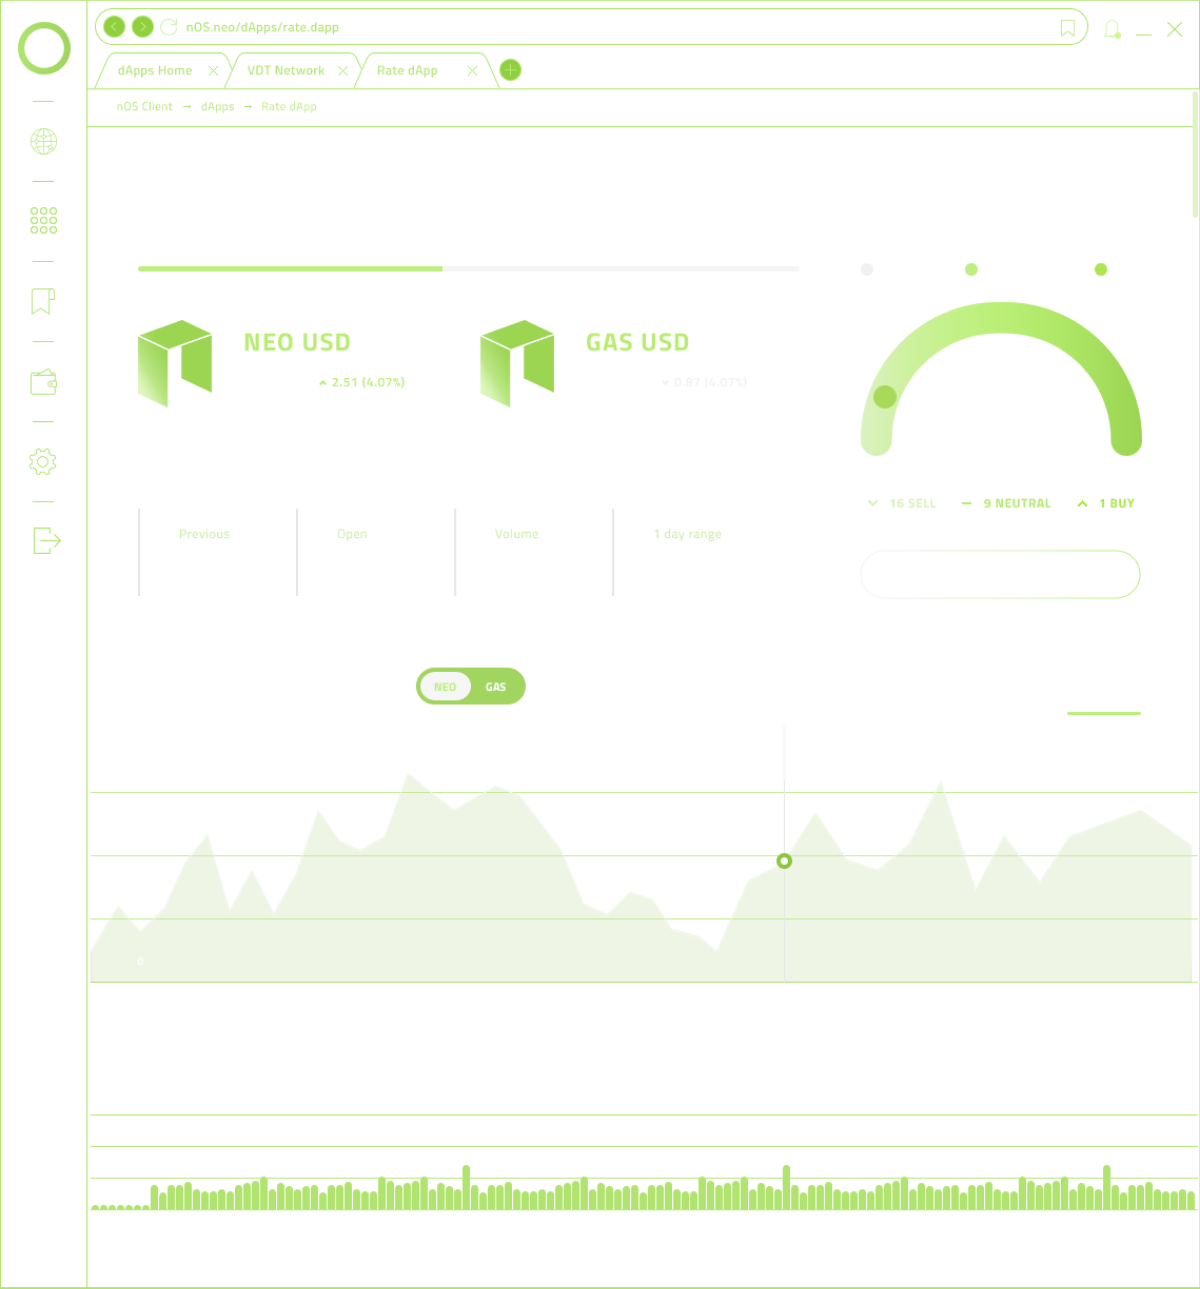 nOS.neo/dApps/rate.dapp
dApps Home
VDT Network
Rate dApp
nOS Client → dApps → Rate dApp
NEO USD
2.51 (4.07%)
GAS USD
0.87 (4.07%)
16 SELL
9 NEUTRAL
1 BUY
Previous
Open
Volume
1 day range
NEO
GAS
0